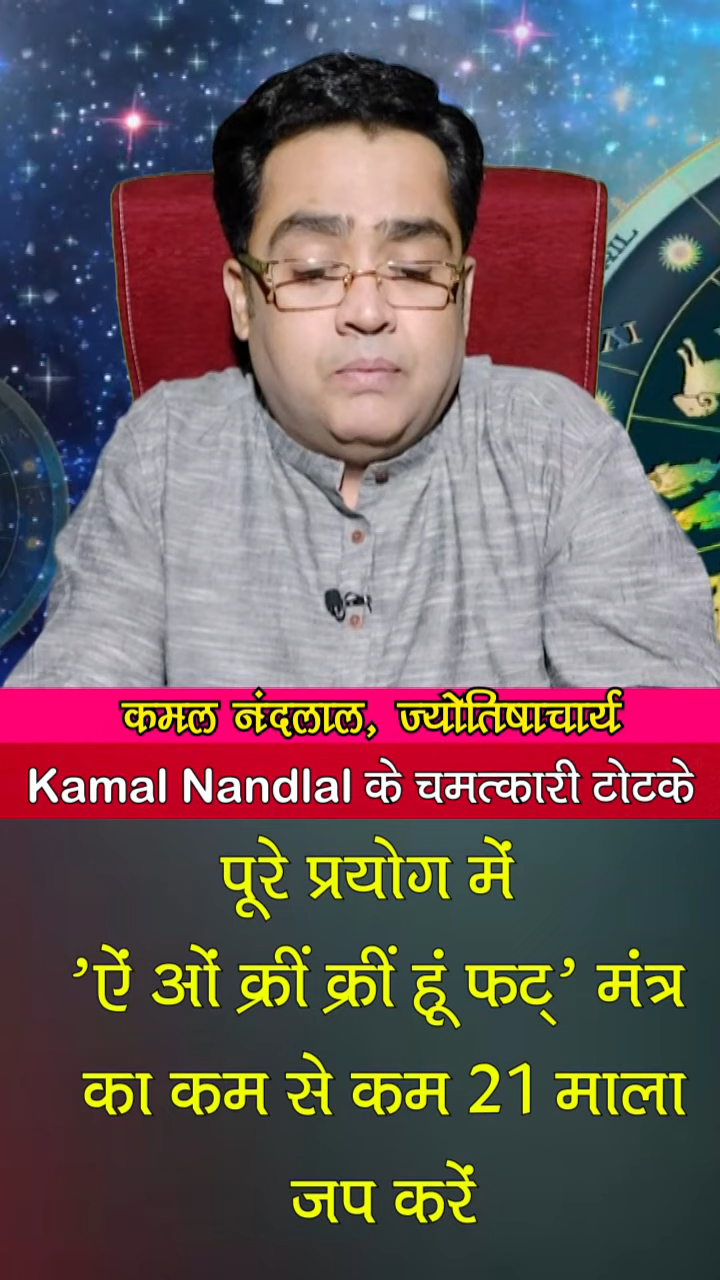 कमल नंदलाल, ज्योतिषाचार्य
Kamal Nandlal के चमत्कारी टोटके
पूरे प्रयोग में
’ऐं ओं क्रीं क्रीं हूं फट्’ मंत्र
का कम से कम 21 माला
जप करें